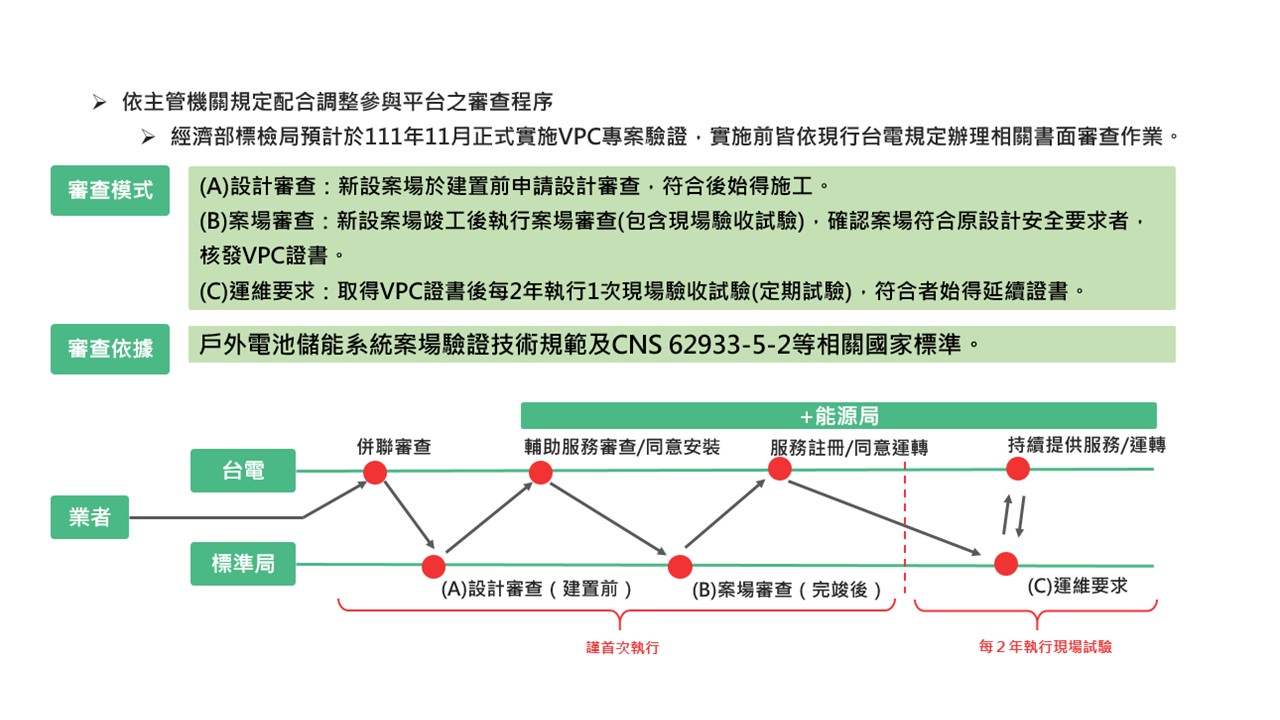 依主管機關規定配合調整參與平台之審查程序
經濟部標檢局預計於111年11月正式實施VPC專案驗證，實施前皆依現行台電規定辦理相關書面審查作業。
審查模式
(A)設計審查：新設案場於建置前申請設計審查，符合後始得施工。
(B)案場審查：新設案場竣工後執行案場審查(包含現場驗收試驗)，確認案場符合原設計安全要求者，
核發VPC證書。
(C)運維要求：取得VPC證書後每2年執行1次現場驗收試驗(定期試驗)，符合者始得延續證書。
審查依據
戶外電池儲能系統案場驗證技術規範及CNS 62933-5-2等相關國家標準。
+能源局
併聯審查
輔助服務審查/同意安裝
服務註冊/同意運轉
持續提供服務/運轉
台電
業者
標準局
(A)設計審查（建置前）
(B)案場審查（完竣後）
(C)運維要求
謹首次執行
每２年執行現場試驗